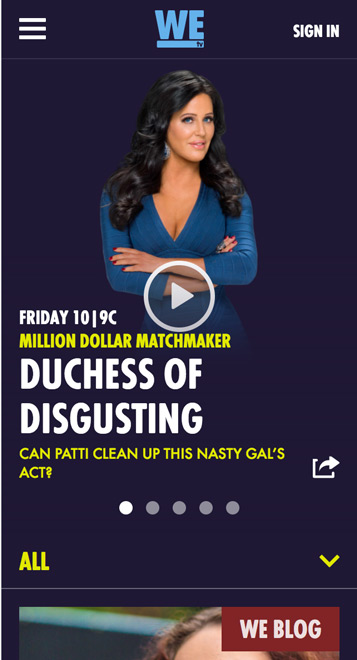 WE
tv
SIGN IN
FRIDAY 10|9C
MILLION DOLLAR MATCHMAKER
DUCHESS OF
DISGUSTING
CAN PATTI CLEAN UP THIS NASTY GAL'S
ACT?
ALL
WE BLOG